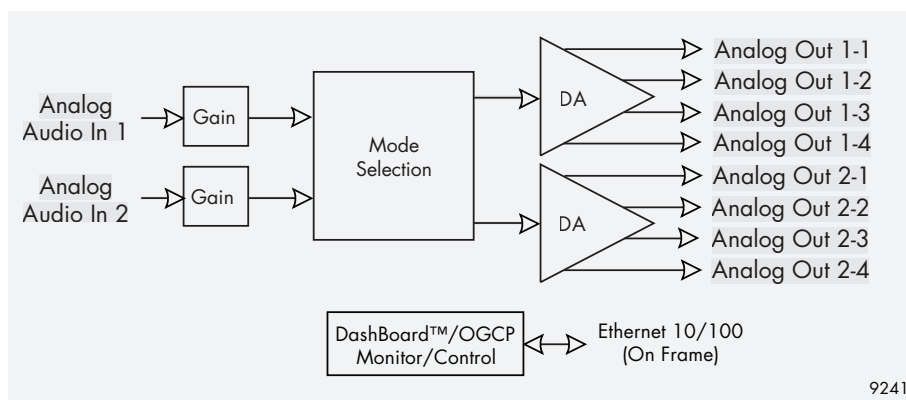 Analog
Audio In 1
Gain
Analog
Audio In 2
Gain
Mode
Selection
DA
Analog Out 1-1
Analog Out 1-2
Analog Out 1-3
Analog Out 1-4
DA
Analog Out 2-1
Analog Out 2-2
Analog Out 2-3
Analog Out 2-4
DashBoard™/OGCP
Monitor/Control
Ethernet 10/100
(On Frame)
9241